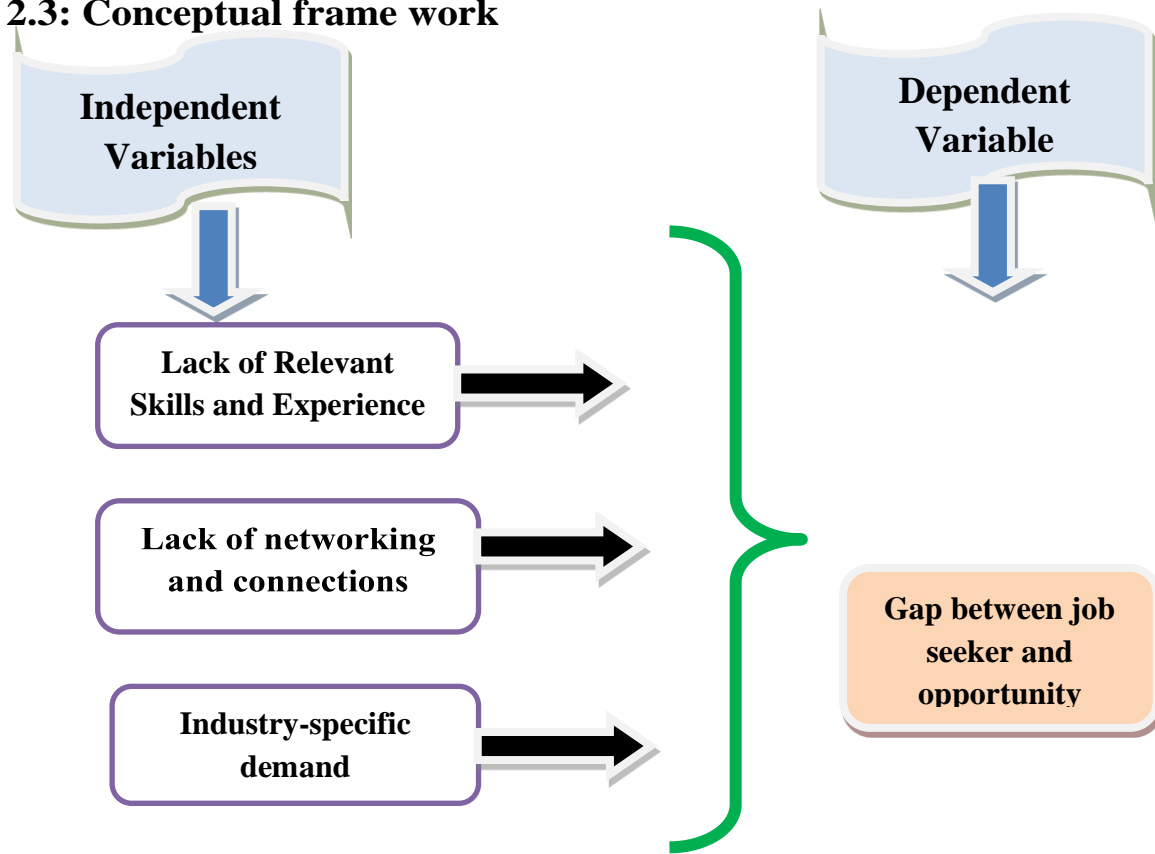 2.3: Conceptual frame work
Independent
Variables
Dependent
Variable
Lack of Relevant
Skills and Experience
Lack of networking
and connections
Industry-specific
demand
Gap between job
seeker and
opportunity